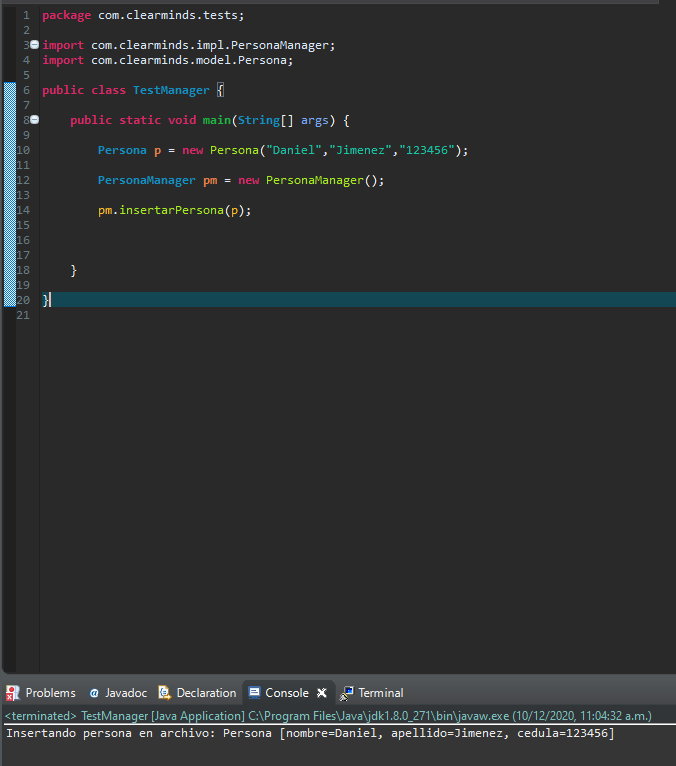 1 package com.clearminds.tests;
2
3 import com.clearminds.impl.PersonaManager;
4 import com.clearminds.model.Persona;
5
6 public class TestManager {
7
8 public static void main(String[] args) {
9
10 Persona p = new Persona("Daniel","Jimenez","123456");
11
12 PersonaManager pm = new PersonaManager();
13
14 pm.insertarPersona(p);
15
16
17
18 }
19
20 }
21
Problems @ Javadoc Declaration Console Terminal
<terminated> TestManager [Java Application] C:\Program Files\Java\jdk1.8.0_271\bin\javaw.exe (10/12/2020, 11:04:32 a.m.)
Insertando persona en archivo: Persona [nombre=Daniel, apellido=Jimenez, cedula=123456]